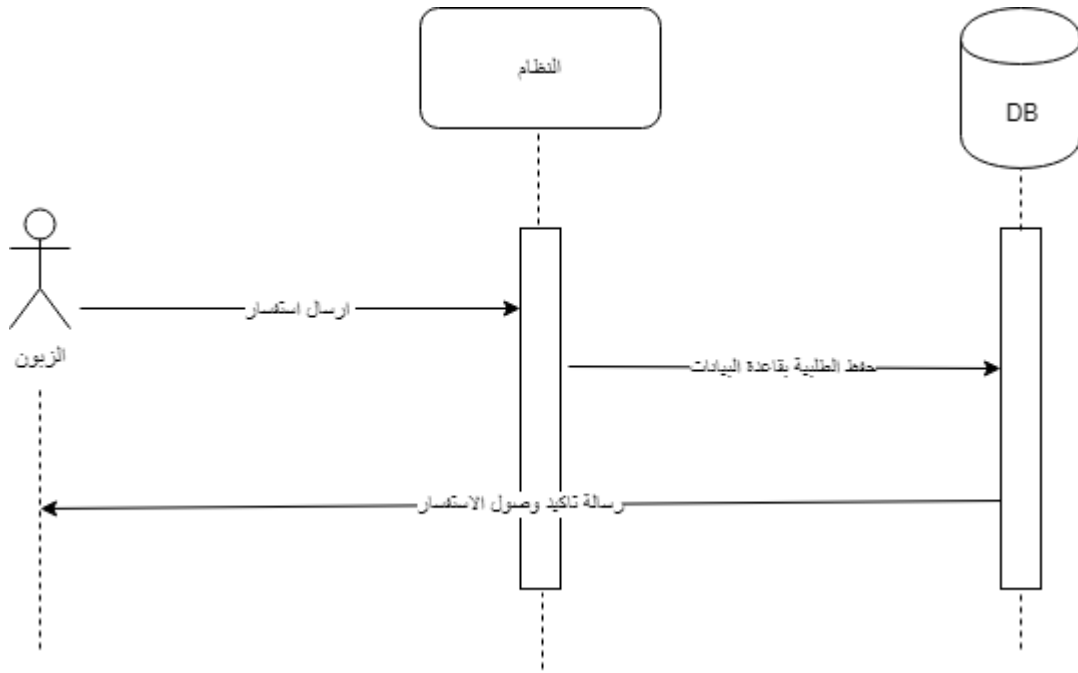 النظام
DB
ارسال استفسار
الزبون
حفظ الطلبية بقاعدة البيانات
رسالة تاكيد وصول الاستفسار